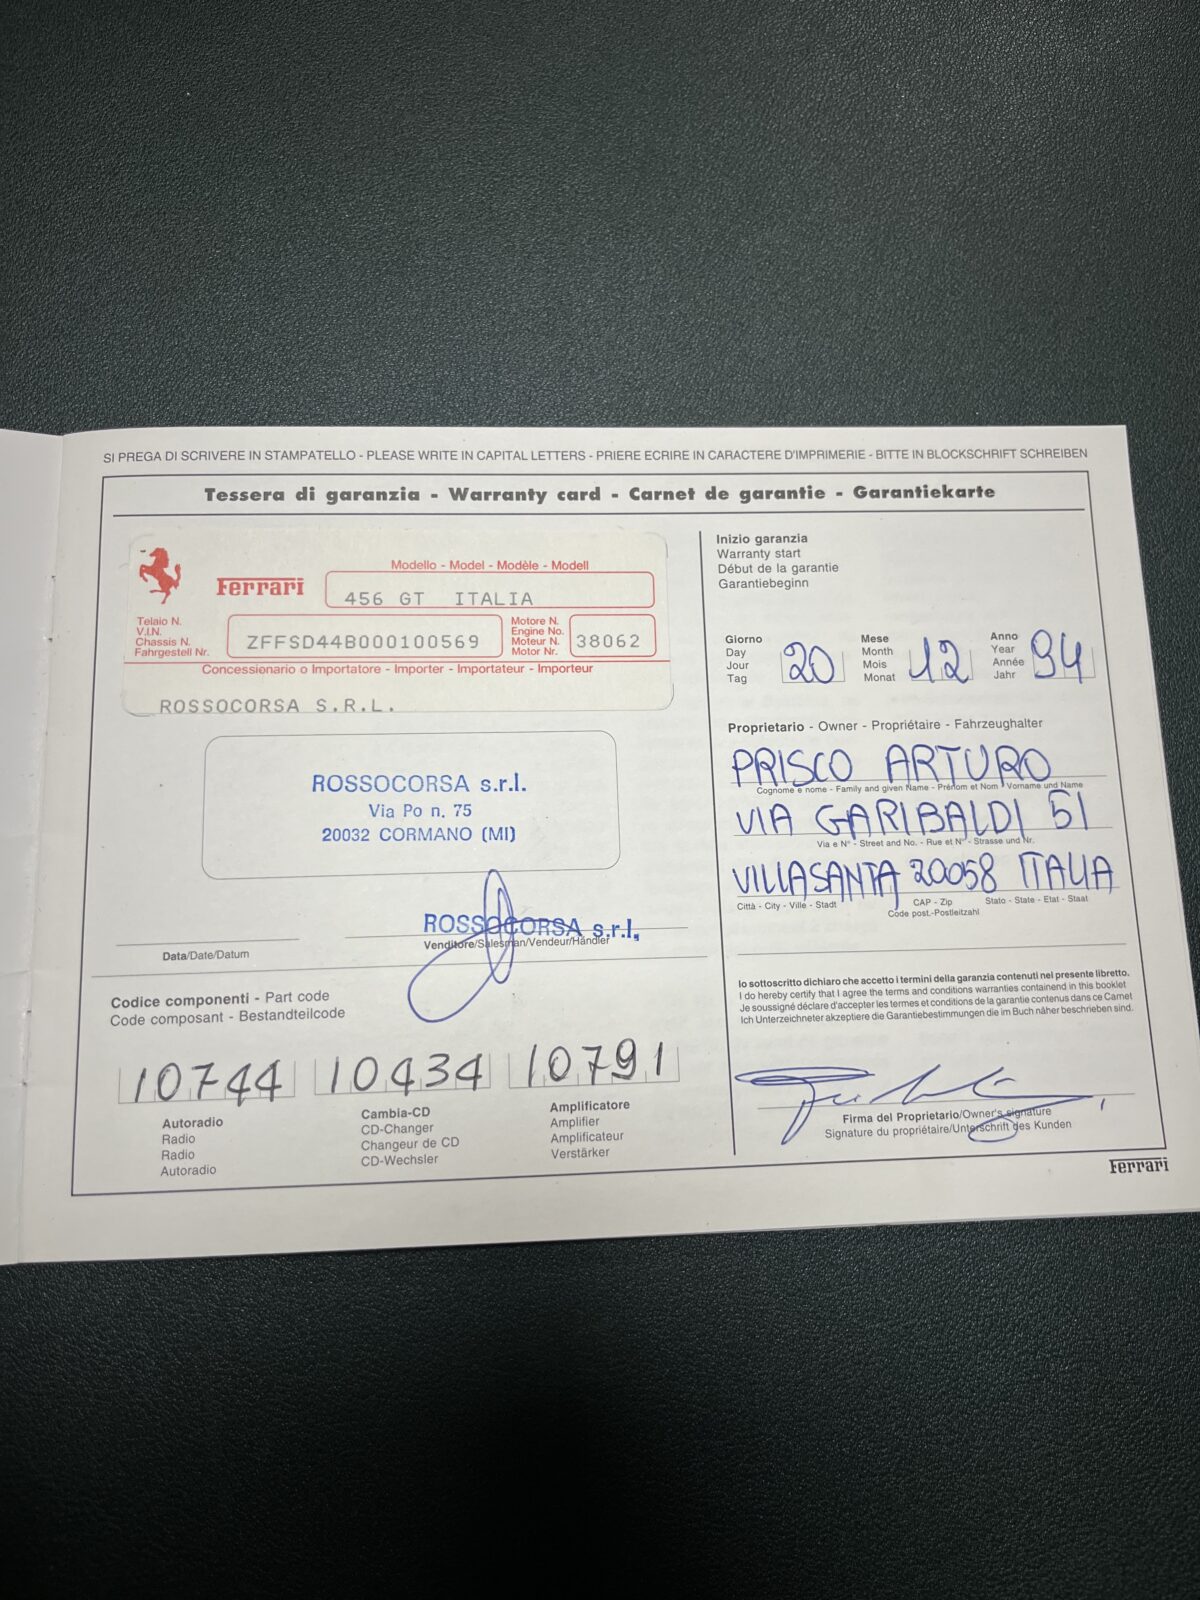 SI PREGA DI SCRIVERE IN STAMPATELLO - PLEASE WRITE IN CAPITAL LETTERS - PRIERE ECRIRE IN CARACTERE D'IMPRIMERIE - BITTE IN BLOCKSCHRIFT SCHREIBEN
Tessera di garanzia - Warranty card - Carnet de garantie - Garantiekarte
Modello - Model - Modèle - Modell
Ferrari
456 GT ITALIA
Telaio N.
V.I.N.
Chassis N.
Fahrgestell Nr.
ZFFSD44B000100569
Motore N.
Engine No.
Moteur N.
Motor Nr.
38062
Concessionario o Importatore - Importer - Importateur - Importeur
ROSSOCORSA S.R.L.
ROSSOCORSA s.r.l.
Via Po n. 75
20032 CORMANO (MI)
ROSSOCORSA s.r.l.
Data/Date/Datum
Venditore/Salesman/Vendeur/Händler
Codice componenti - Part code
Code composant - Bestandteilcode
10744 10434 10791
Autoradio
Radio
Radio
Autoradio
Cambia-CD
CD-Changer
Changeur de CD
CD-Wechsler
Amplificatore
Amplifier
Amplificateur
Verstärker
Inizio garanzia
Warranty start
Début de la garantie
Garantiebeginn
Giorno
Day
Jour
Tag
20
Mese
Month
Mois
Monat
12
Anno
Year
Année
Jahr
94
Proprietario - Owner - Propriétaire - Fahrzeughalter
PRISCO ARTURO
Cognome e nome - Family and given Name - Prénom et Nom - Vorname und Name
VIA GARIBALDI 51
Via e N° - Street and No. - Rue et N° - Strasse und Nr.
VILLASANTA 20058 ITALIA
Città - City - Ville - Stadt
CAP - Zip
Code post.-Postleitzahl
Stato - State - Etat - Staat
Io sottoscritto dichiaro che accetto i termini della garanzia contenuti nel presente libretto.
I do hereby certify that I agree the terms and conditions warranties containend in this booklet
Je soussigné déclare d'accepter les termes et conditions de la garantie contenus dans ce Carnet
Ich Unterzeichneter akzeptiere die Garantiebestimmungen die im Buch näher beschrieben sind.
Firma del Proprietario/Owner's signature
Signature du propriétaire/Unterschrift des Kunden
Ferrari